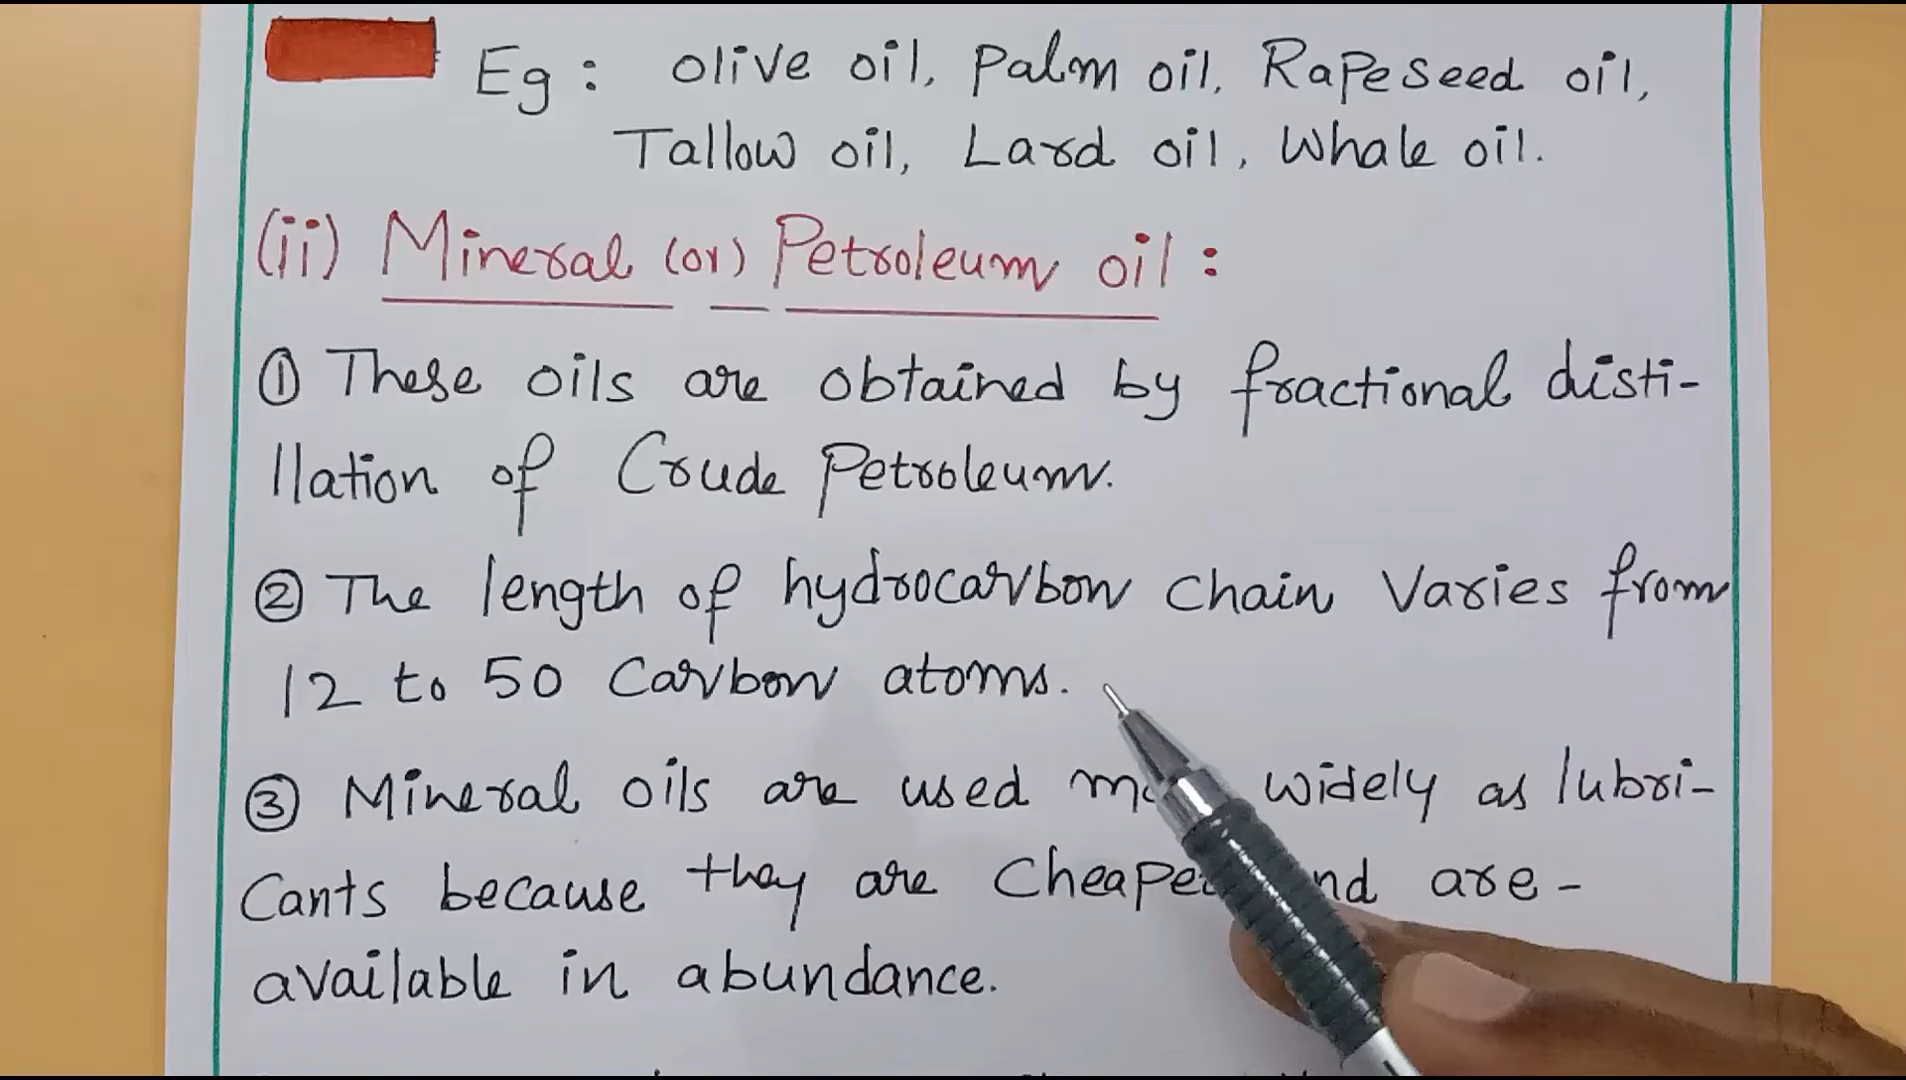 Eg : Olive oil, Palm oil, Rapeseed oil,
Tallow oil, Lard oil, Whale oil.
(ii) Mineral (or) Petroleum oil :
① These oils are obtained by fractional disti-
llation of Crude Petroleum.
② The length of hydrocarbon chain varies from
12 to 50 Carbon atoms.
③ Mineral oils are used widely as lubri-
cants because they are are -
available in abundance.